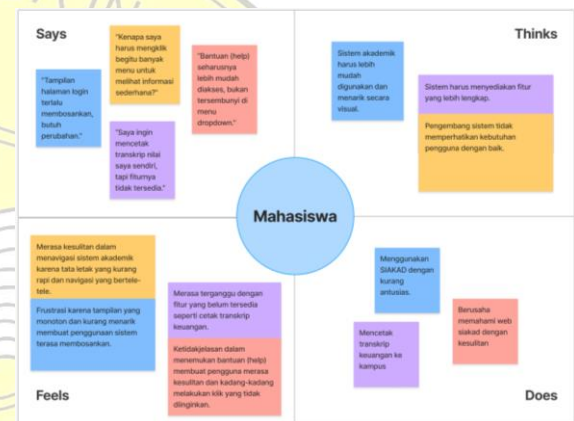 Says
"Tampilan
halaman login
terlalu
membosankan,
butuh
perubahan."
"Kenapa saya
harus mengklik
begitu banyak
menu untuk
melihat informasi
sederhana?"
"Saya ingin
mencetak
transkrip nilai
saya sendiri,
tapi fiturnya
tidak tersedia."
"Bantuan (help)
seharusnya
lebih mudah
diakses, bukan
tersembunyi di
menu
dropdown."
Thinks
Sistem akademik
harus lebih
mudah
digunakan dan
menarik secara
visual.
Sistem harus menyediakan fitur
yang lebih lengkap.
Pengembang sistem tidak
memperhatikan kebutuhan
pengguna dengan baik.
Mahasiswa
Merasa kesulitan dalam
menavigasi sistem akademik
karena tata letak yang kurang
rapi dan navigasi yang bertele-
tele.
Frustrasi karena tampilan yang
monoton dan kurang menarik
membuat penggunaan sistem
terasa membosankan.
Merasa terganggu dengan
fitur yang belum tersedia
seperti cetak transkrip
keuangan.
Ketidakjelasan dalam
menemukan bantuan (help)
membuat pengguna merasa
kesulitan dan kadang-kadang
melakukan klik yang tidak
diinginkan.
Feels
Menggunakan
SIAKAD dengan
kurang
antusias.
Mencetak
transkrip
keuangan ke
kampus
Berusaha
memahami web
siakad dengan
kesulitan
Does